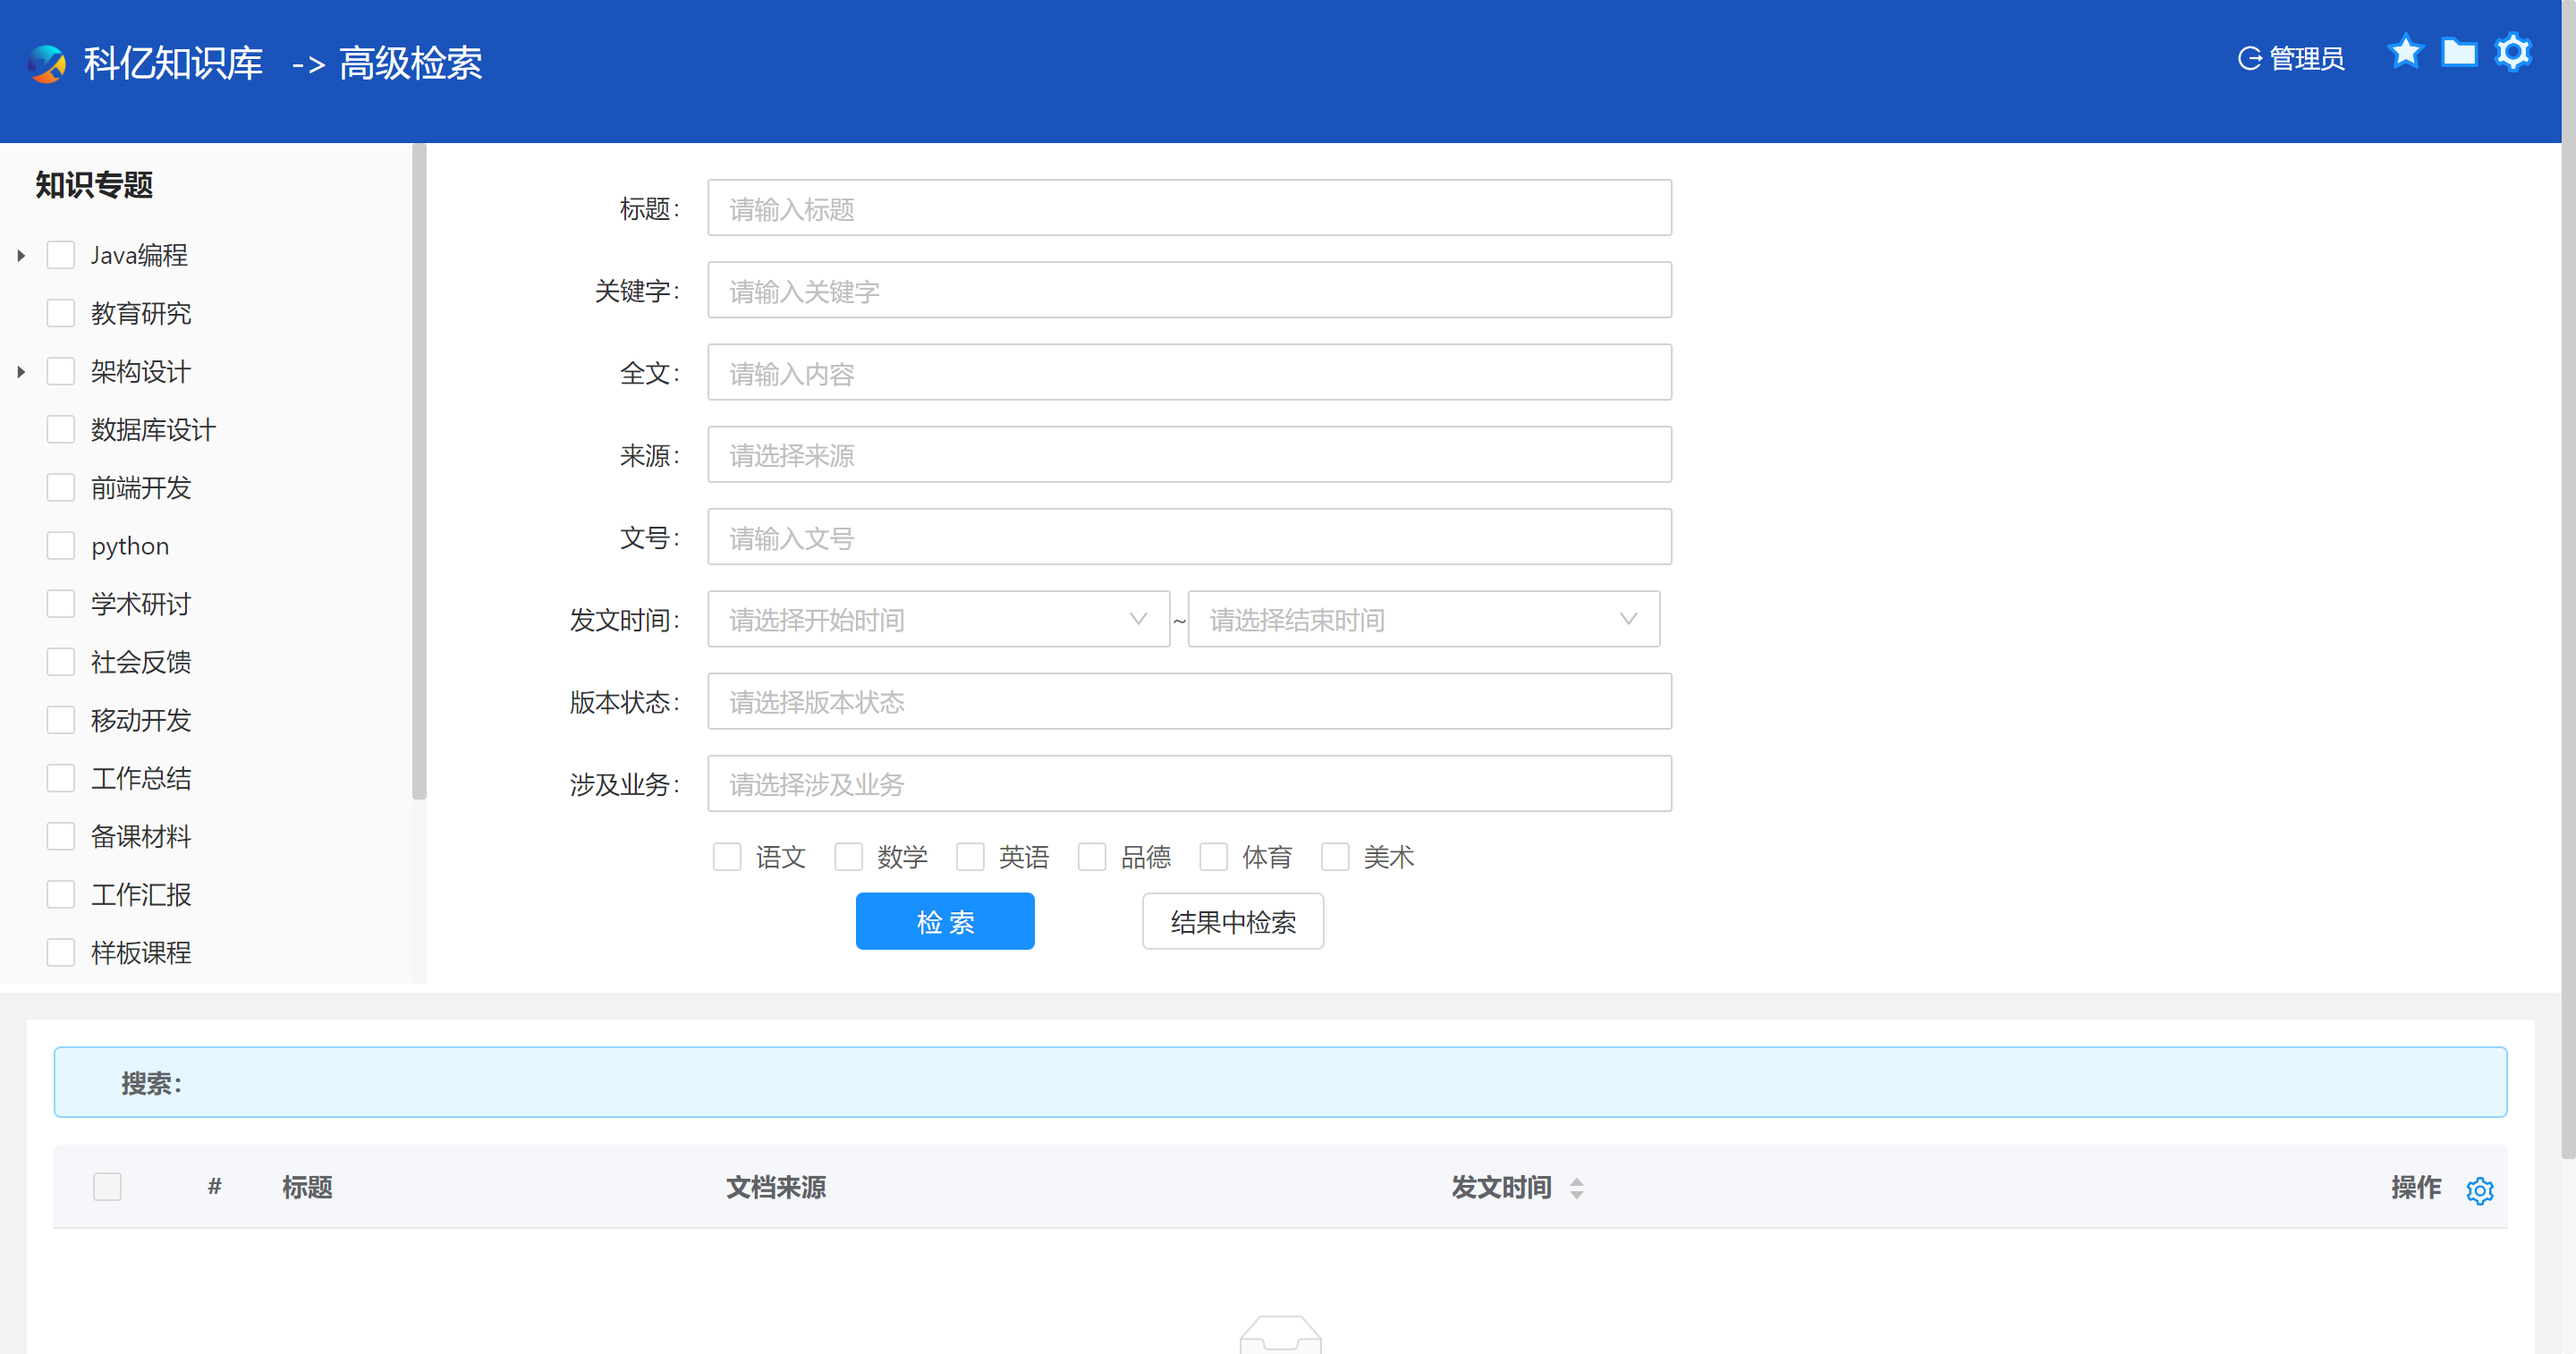 科亿知识库 -> 高级检索
管理员
知识专题
Java编程
教育研究
架构设计
数据库设计
前端开发
python
学术研讨
社会反馈
移动开发
工作总结
备课材料
工作汇报
样板课程
标题: 请输入标题
关键字: 请输入关键字
全文: 请输入内容
来源: 请选择来源
文号: 请输入文号
发文时间: 请选择开始时间 ~ 请选择结束时间
版本状态: 请选择版本状态
涉及业务: 请选择涉及业务
语文 数学 英语 品德 体育 美术
检 索 结果中检索
搜索:
# 标题 文档来源 发文时间 操作